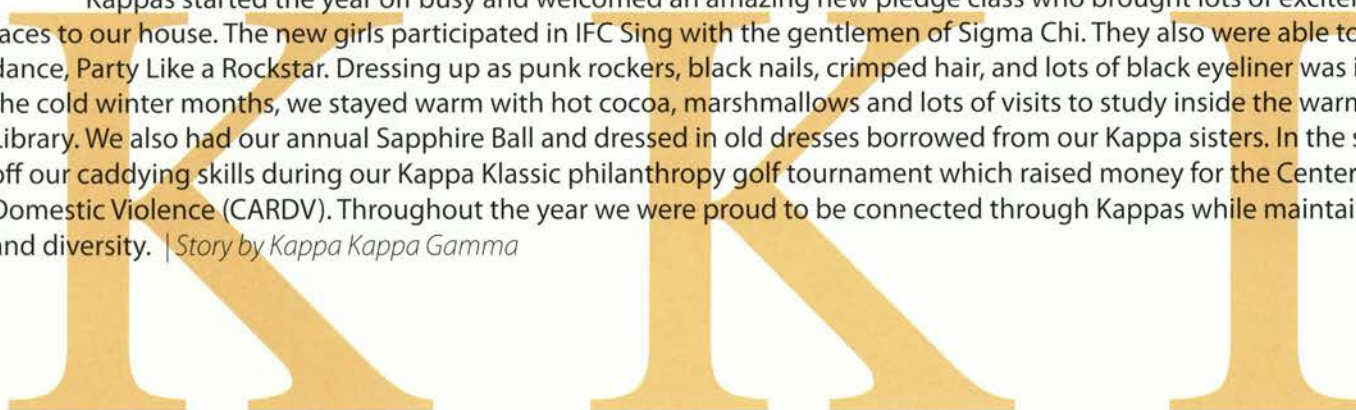 Kappas started the year off busy and welcomed an amazing new pledge class who brought lots of
to our house. The new girls participated in IFC Sing with the gentlemen of Sigma Chi. They also were able to
dance, Party Like a Rockstar. Dressing up as punk rockers, black nails, crimped hair, and lots of black eyeliner was
the cold winter months, we stayed warm with hot cocoa, marshmallows and lots of visits to study inside the
Library. We also had our annual Sapphire Ball and dressed in old dresses borrowed from our Kappa sisters. In the
off our caddying skills during our Kappa Klassic philanthropy golf tournament which raised money for the Center
Domestic Violence (CARDV). Throughout the year we were proud to be connected through Kappas while
and diversity. | Story by Kappa Kappa Gamma
K K